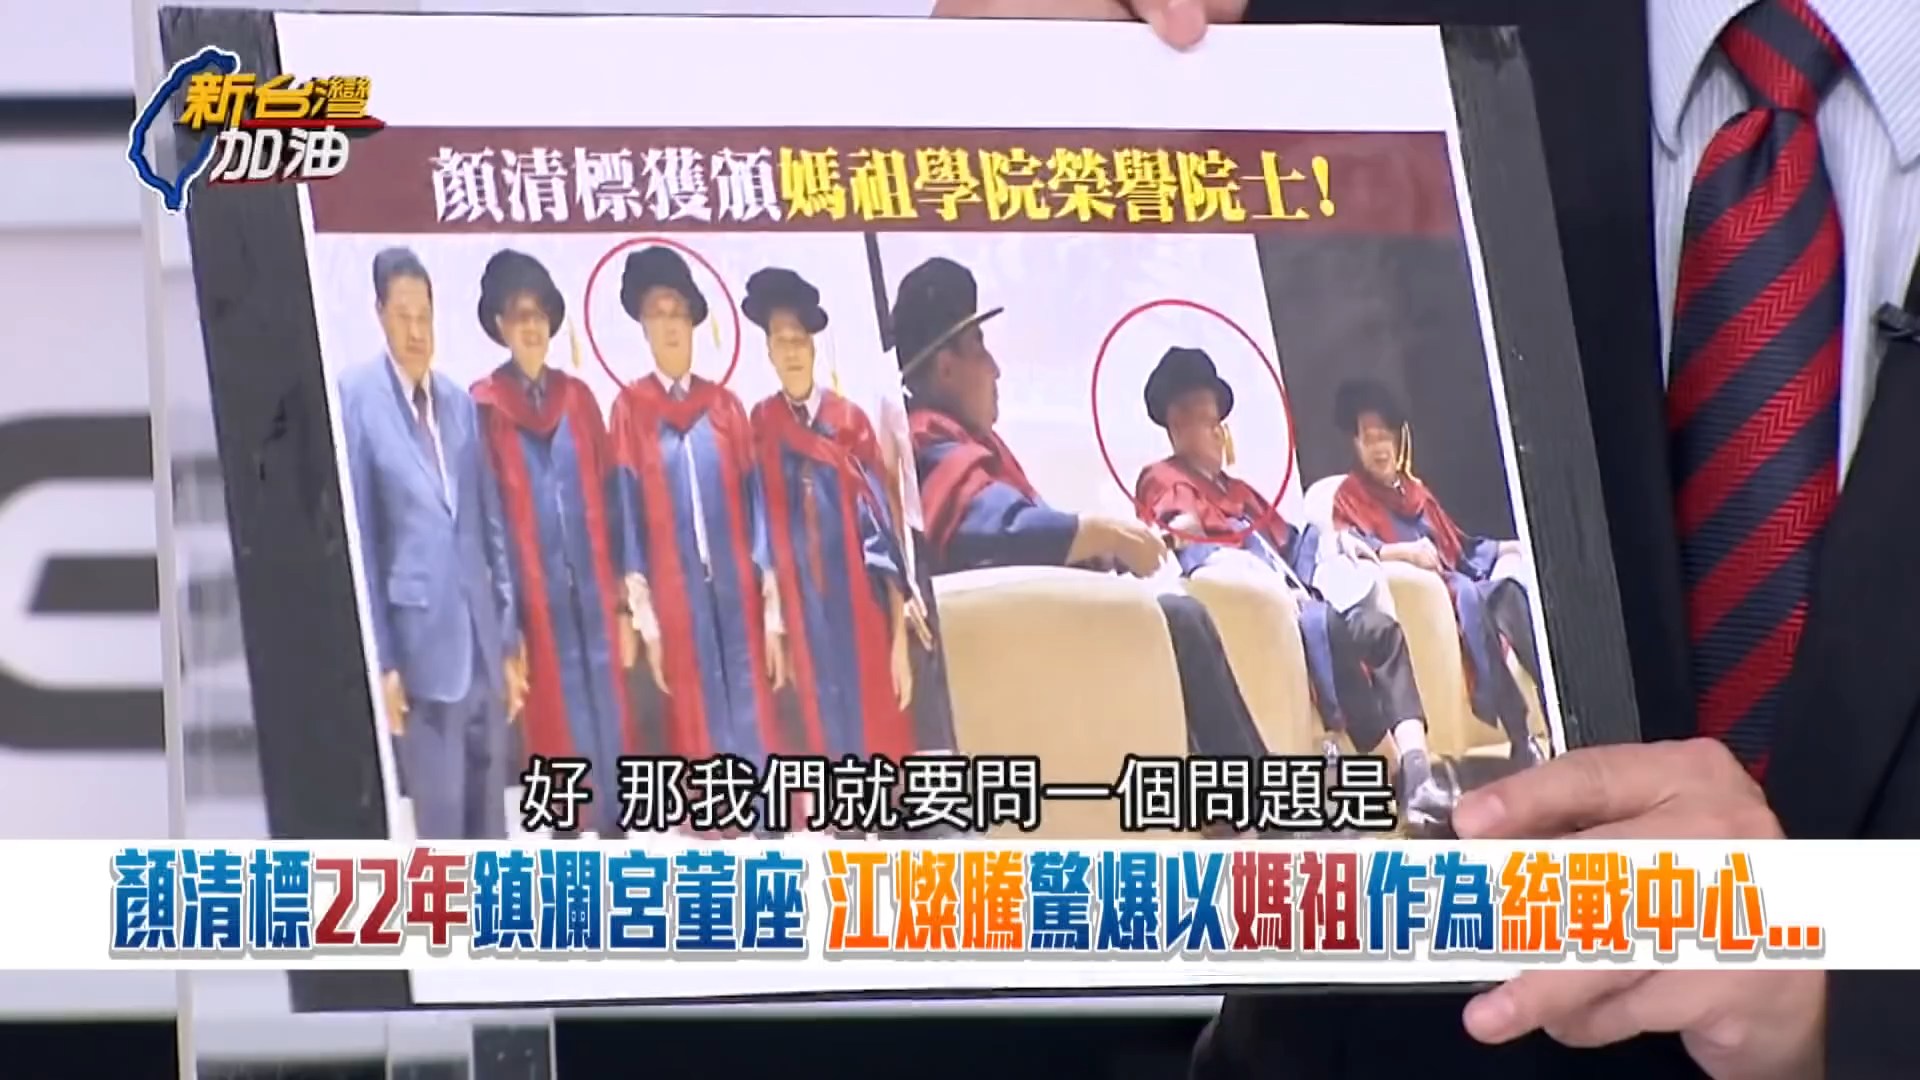 新台灣
加油
顏清標獲頒媽祖學院榮譽院士!
好 那我們就要問一個問題是
顏清標22年鎮瀾宮董座 江燦騰驚爆以媽祖作為統戰中心...